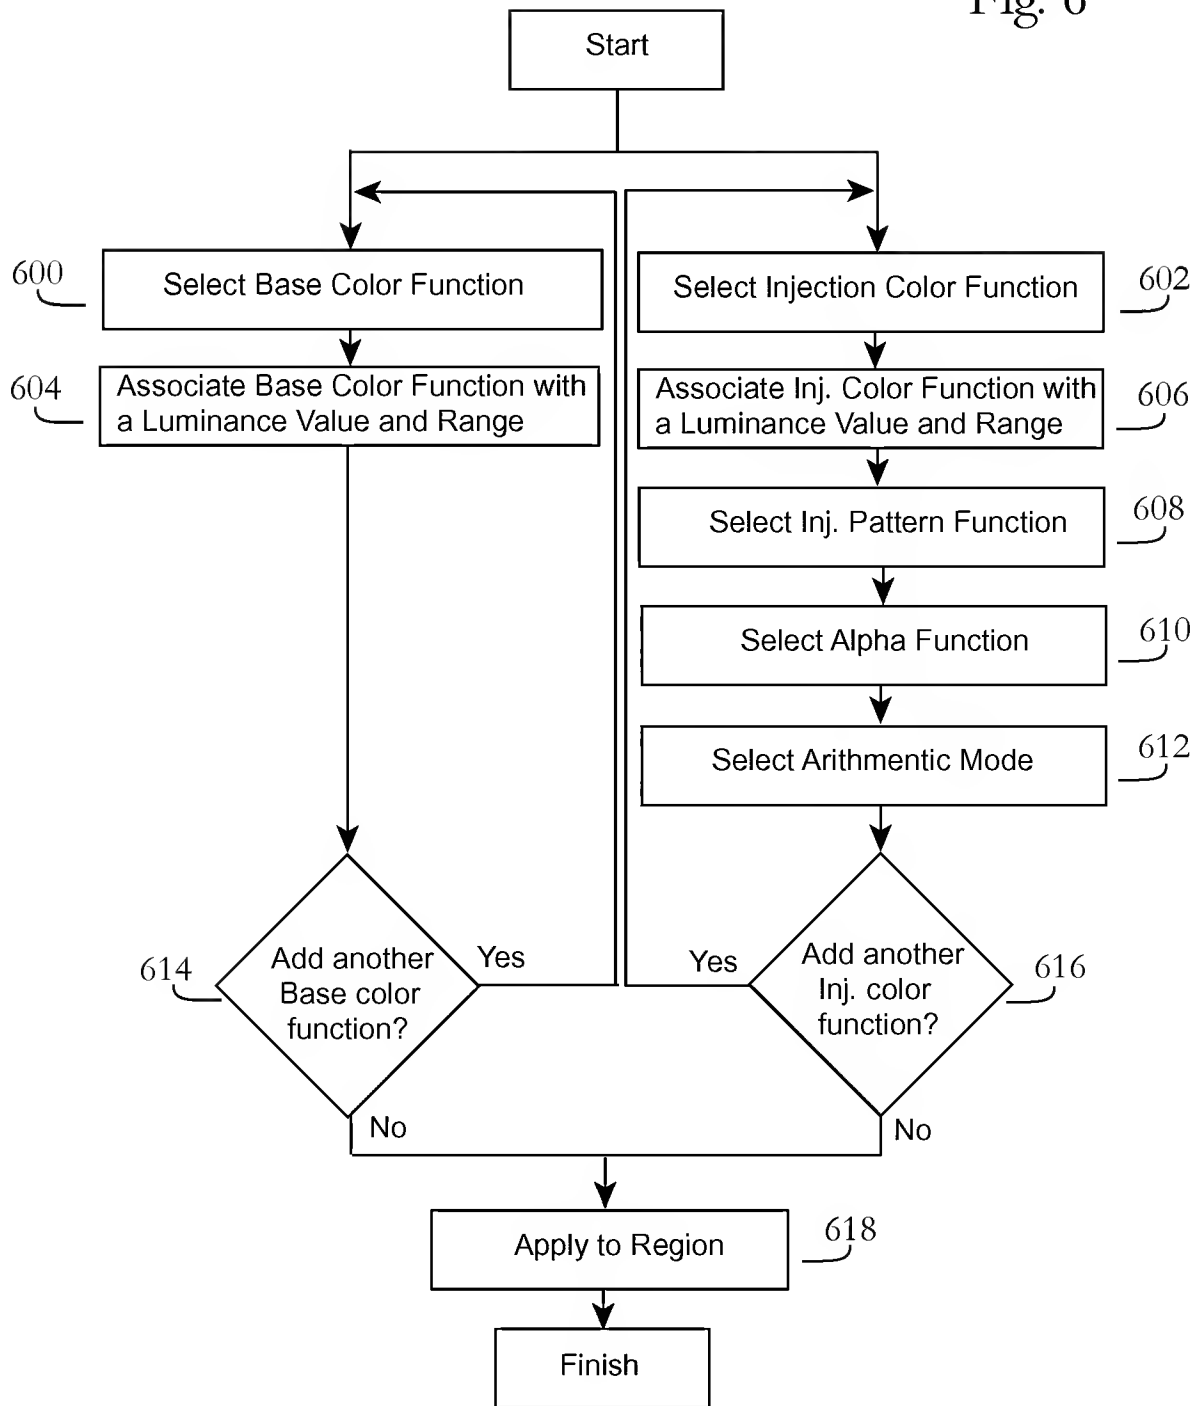 Fig. 6
Start
600
Select Base Color Function
Select Injection Color Function
602
604
Associate Base Color Function with
a Luminance Value and Range
Associate Inj. Color Function with
a Luminance Value and Range
606
Select Inj. Pattern Function
608
Select Alpha Function
610
Select Arithmentic Mode
612
614
Add another
Base color
function?
Yes
No
Yes
Add another
Inj. color
function?
616
No
Apply to Region
618
Finish